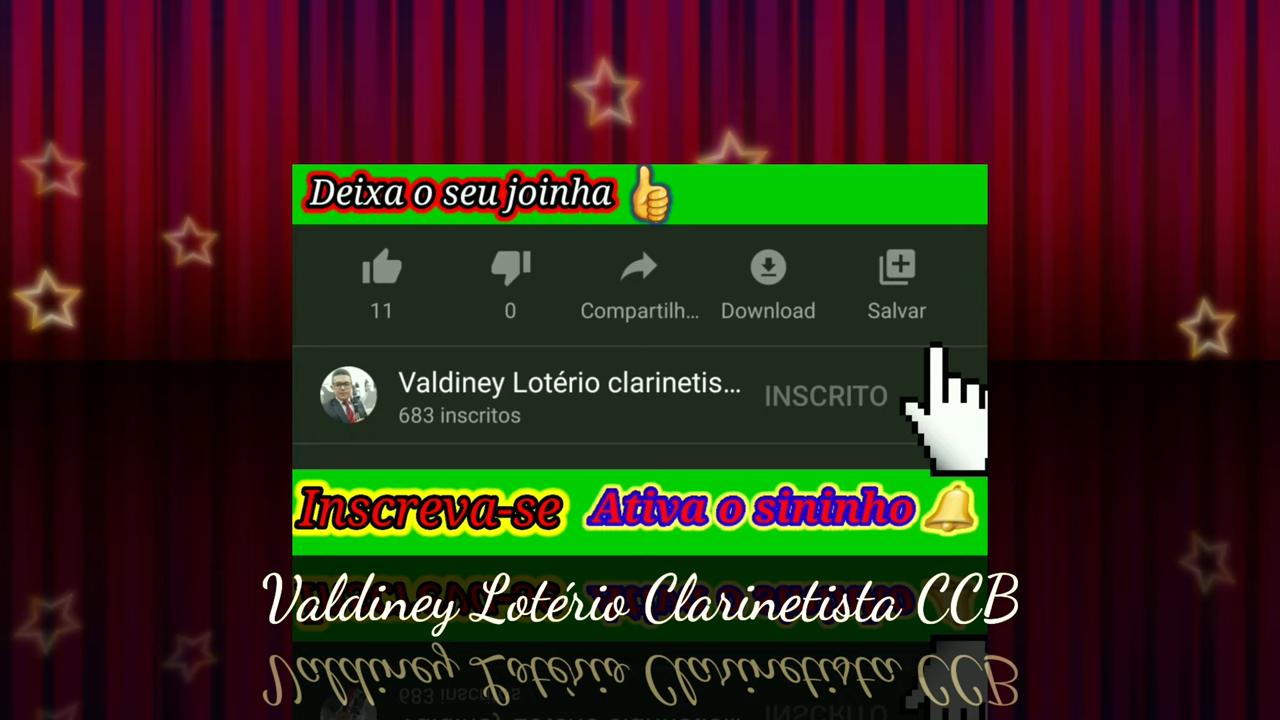 Deixa o seu joinha
11 0 Compartilh... Download Salvar
Valdiney Lotério clarinetis... INSCRITO
683 inscritos
Inscreva-se Ativa o sininho
Valdiney Lotério Clarinetista CCB